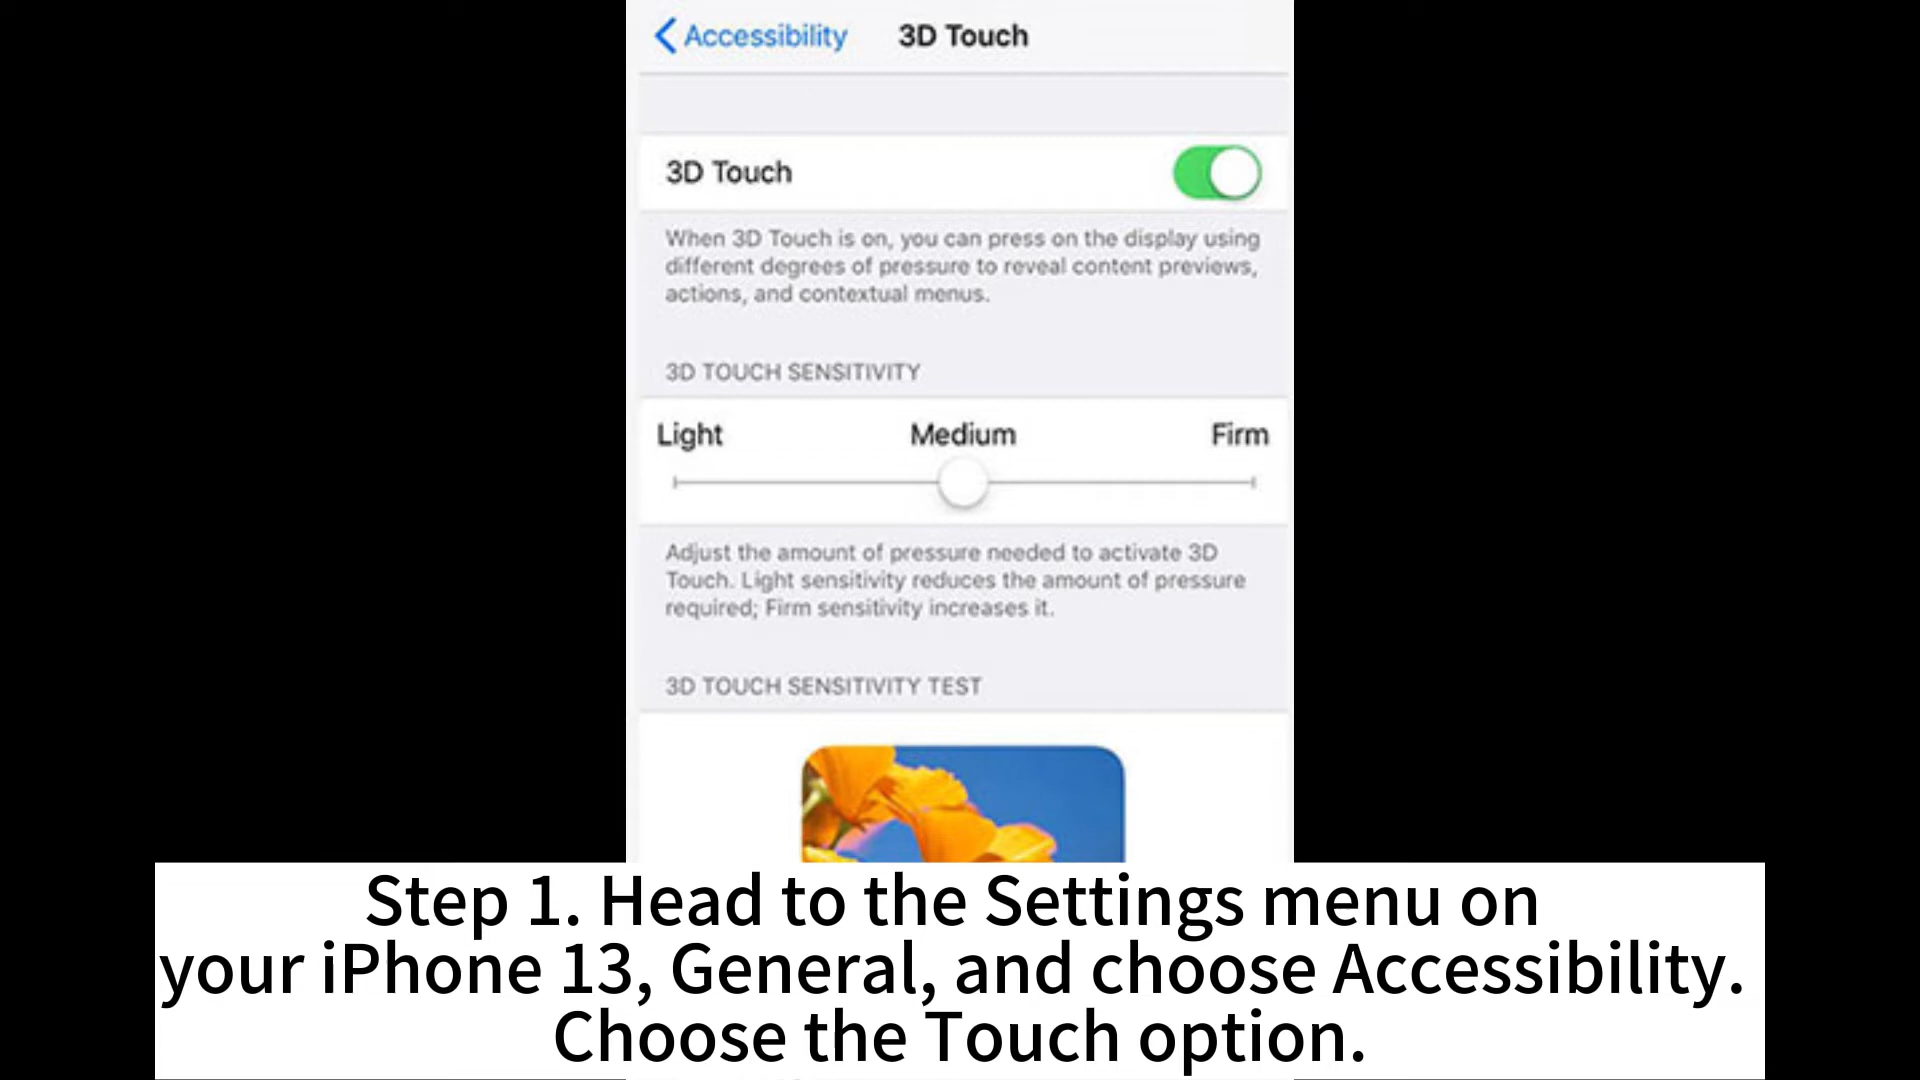 Accessibility 3D Touch
3D Touch
When 3D Touch is on, you can press on the display using
different degrees of pressure to reveal content previews,
actions, and contextual menus.
3D TOUCH SENSITIVITY
Light Medium Firm
Adjust the amount of pressure needed to activate 3D
Touch. Light sensitivity reduces the amount of pressure
required; Firm sensitivity increases it.
3D TOUCH SENSITIVITY TEST
Step 1. Head to the Settings menu on
your iPhone 13, General, and choose Accessibility.
Choose the Touch option.